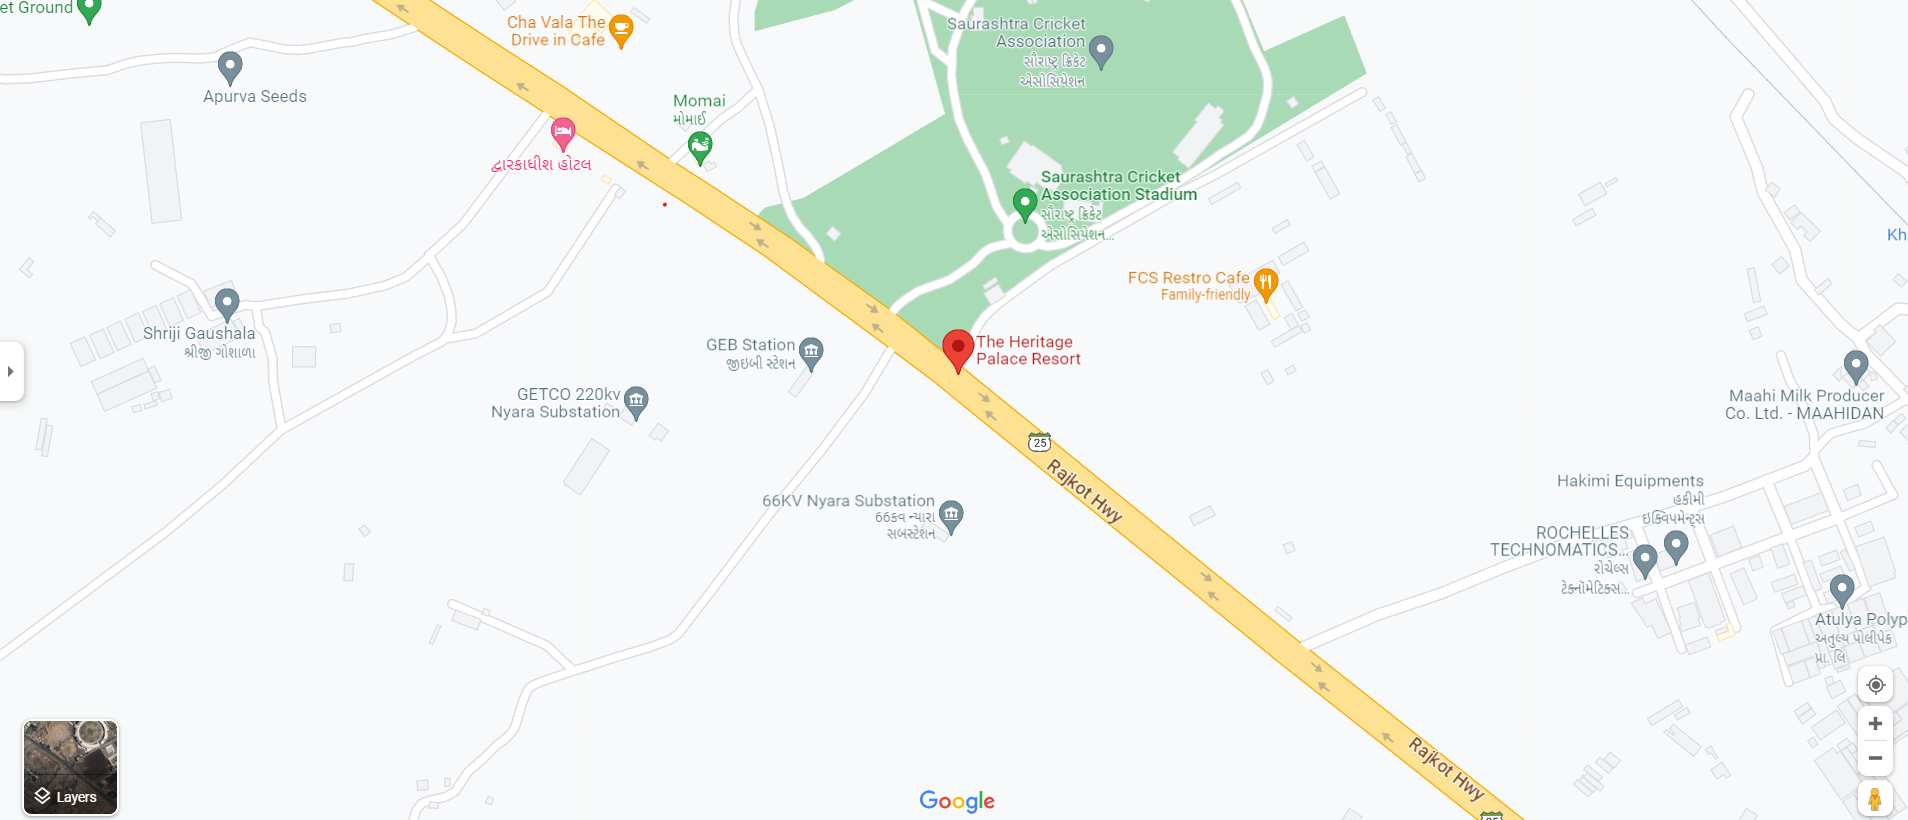 et Ground
Cha Vala The
Drive in Cafe
Saurashtra Cricket
Association
સૌરાષ્ટ્ર ક્રિકેટ
એસોસિયેશન
Apurva Seeds
Momai
મોમાઈ
દ્વારકાધીશ હોટલ
Saurashtra Cricket
Association Stadium
સૌરાષ્ટ્ર ક્રિકેટ
એસોસિયેશન...
Kh
FCS Restro Cafe
Family-friendly
Shriji Gaushala
શ્રીજી ગૌશાળા
GEB Station
જીઇબી સ્ટેશન
The Heritage
Palace Resort
GETCO 220kv
Nyara Substation
Maahi Milk Producer
Co. Ltd. - MAAHIDAN
25
Rajkot Hwy
66KV Nyara Substation
66કવ ન્યારા
સબસ્ટેશન
Hakimi Equipments
હકીમી
ઇક્વિપમેન્ટ્સ
ROCHELLES
TECHNOMATICS...
રોચેલ્સ
ટેક્નૉમેટિક્સ...
Atulya Polyp
અતુલ્ય પોલીપેક
પ્રા. લિ
Rajkot Hwy
Layers
Google
25